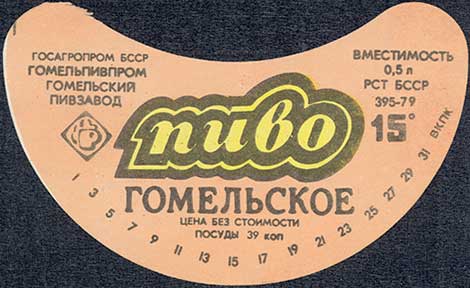 ГОСАГРОПРОМ БССР
ГОМЕЛЬПИВПРОМ
ГОМЕЛЬСКИЙ
ПИВЗАВОД
ВМЕСТИМОСТЬ
0,5 л
РСТ БССР
395-79
15°
пиво
ГОМЕЛЬСКОЕ
ЦЕНА БЕЗ СТОИМОСТИ
ПОСУДЫ 39 коп
1 3 5 7 9 11 13 15 17 19 21 23 25 27 29 31 ВКПК